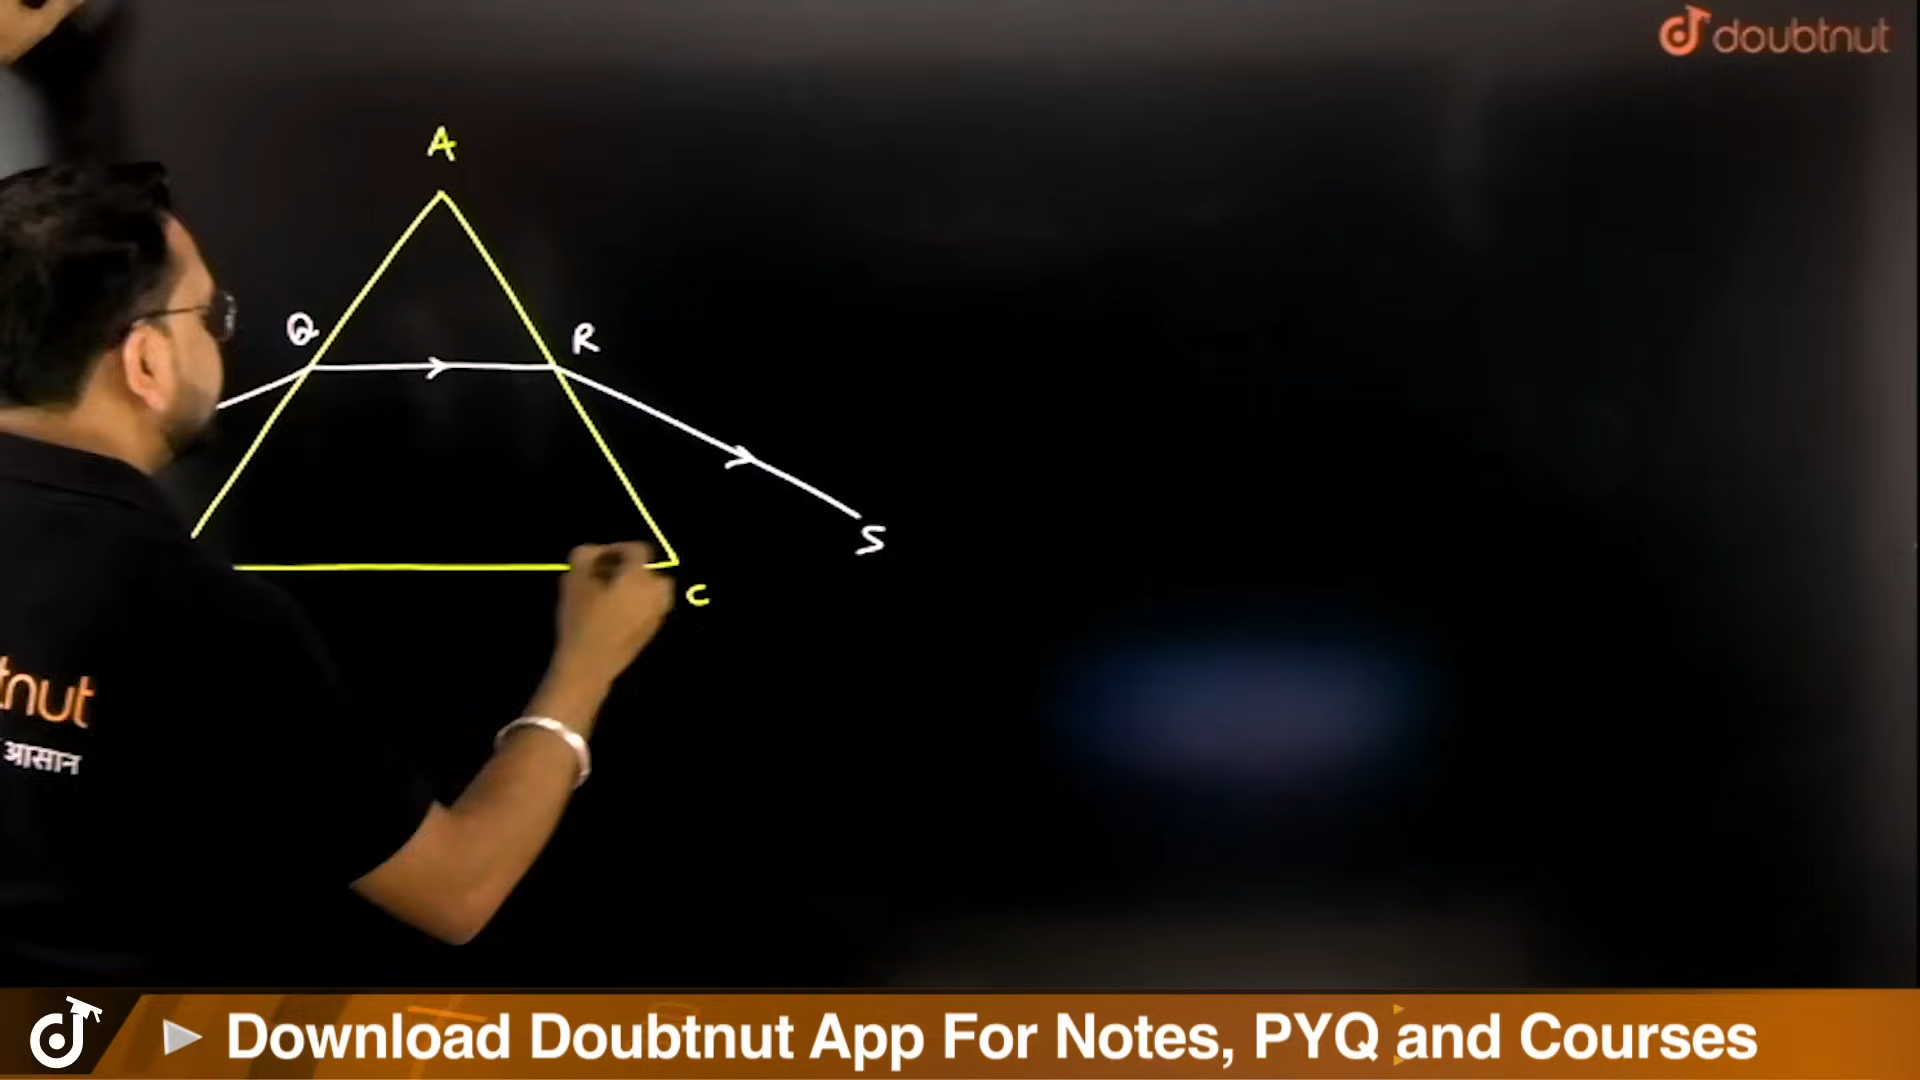 doubtnut
A
Q
R
S
C
tnut
आसान
Download Doubtnut App For Notes, PYQ and Courses